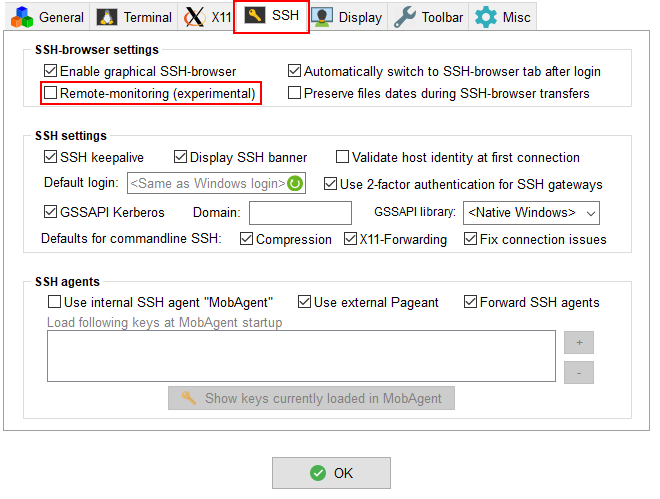 General Terminal X11 SSH Display Toolbar Misc
SSH-browser settings
Enable graphical SSH-browser Automatically switch to SSH-browser tab after login
Remote-monitoring (experimental) Preserve files dates during SSH-browser transfers
SSH settings
SSH keepalive Display SSH banner Validate host identity at first connection
Default login: <Same as Windows login> Use 2-factor authentication for SSH gateways
GSSAPI Kerberos Domain: GSSAPI library: <Native Windows>
Defaults for commandline SSH: Compression X11-Forwarding Fix connection issues
SSH agents
Use internal SSH agent "MobAgent" Use external Pageant Forward SSH agents
Load following keys at MobAgent startup
+
-
Show keys currently loaded in MobAgent
OK